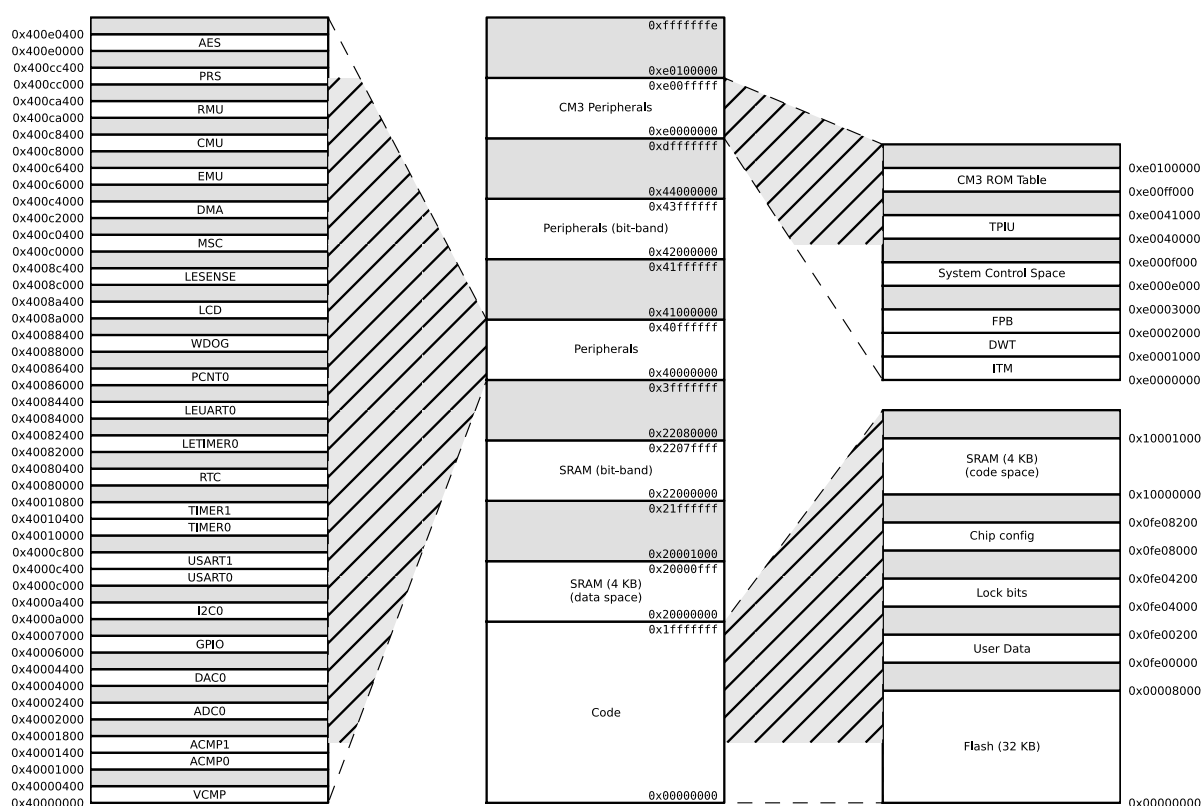 0x400e0400
AES
0x400e0000
0x400cc400
PRS
0x400cc000
0x400ca400
RMU
0x400ca000
0x400c8400
CMU
0x400c8000
0x400c6400
EMU
0x400c6000
0x400c4000
DMA
0x400c2000
0x400c0400
MSC
0x400c0000
0x4008c400
LESENSE
0x4008c000
0x4008a400
LCD
0x4008a000
0x40088400
WDOG
0x40088000
0x40086400
PCNT0
0x40086000
0x40084400
LEUART0
0x40084000
0x40082400
LETIMER0
0x40082000
0x40080400
RTC
0x40080000
0x40010800
TIMER1
0x40010400
TIMER0
0x40010000
0x4000c800
USART1
0x4000c400
USART0
0x4000c000
0x4000a400
I2C0
0x4000a000
0x40007000
GPIO
0x40006000
0x40004400
DAC0
0x40004000
0x40002400
ADC0
0x40002000
0x40001800
ACMP1
0x40001400
ACMP0
0x40001000
0x40000400
VCMP
0x40000000
0xfffffffe
0xe0100000
0xe00fffff
CM3 Peripherals
0xe0000000
0xdfffffff
0x44000000
0x43ffffff
Peripherals (bit-band)
0x42000000
0x41ffffff
0x41000000
0x40ffffff
Peripherals
0x40000000
0x3fffffff
0x22080000
0x2207ffff
SRAM (bit-band)
0x22000000
0x21ffffff
0x20001000
0x20000fff
SRAM (4 KB)
(data space)
0x20000000
0x1fffffff
Code
0x00000000
0xe0100000
CM3 ROM Table
0xe00ff000
0xe0041000
TPIU
0xe0040000
0xe000f000
System Control Space
0xe000e000
0xe0003000
FPB
0xe0002000
DWT
0xe0001000
ITM
0xe0000000
0x10001000
SRAM (4 KB)
(code space)
0x10000000
0x0fe08200
Chip config
0x0fe08000
0x0fe04200
Lock bits
0x0fe04000
0x0fe00200
User Data
0x0fe00000
0x00008000
Flash (32 KB)
0x00000000